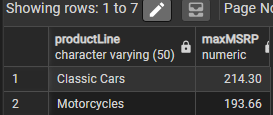 Showing rows: 1 to 7 Page No
productLine maxMSRP
character varying (50) numeric
1 Classic Cars 214.30
2 Motorcycles 193.66